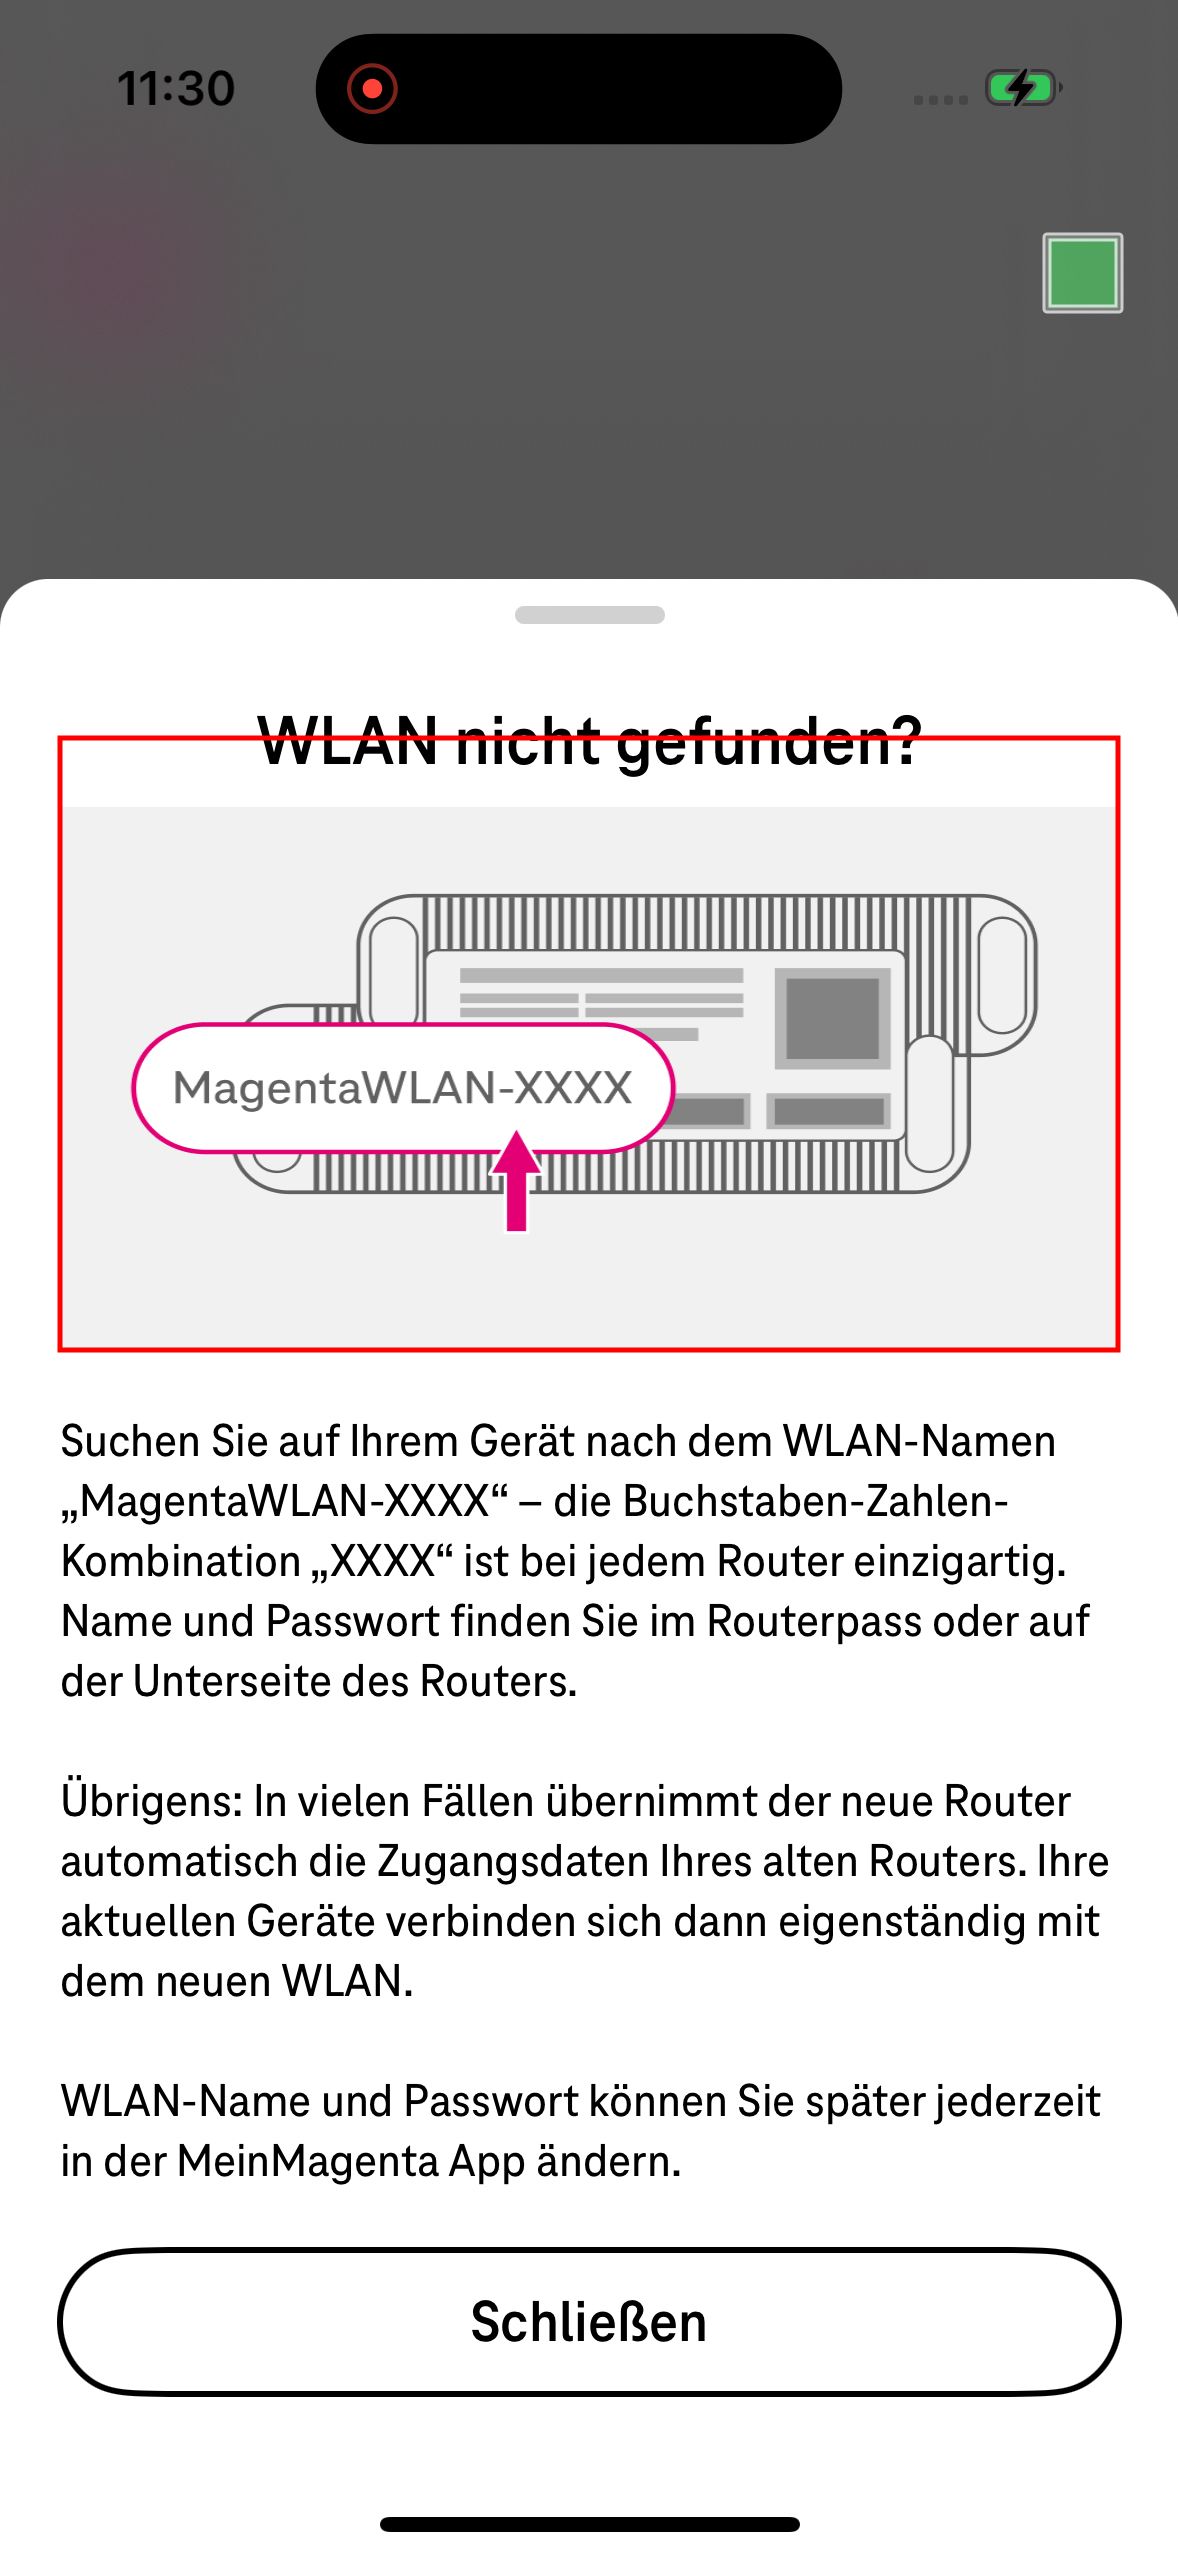 11:30
WLAN nicht gefunden?
MagentaWLAN-XXXX
Suchen Sie auf Ihrem Gerät nach dem WLAN-Namen
„MagentaWLAN-XXXX“ – die Buchstaben-Zahlen-
Kombination „XXXX“ ist bei jedem Router einzigartig.
Name und Passwort finden Sie im Routerpass oder auf
der Unterseite des Routers.
Übrigens: In vielen Fällen übernimmt der neue Router
automatisch die Zugangsdaten Ihres alten Routers. Ihre
aktuellen Geräte verbinden sich dann eigenständig mit
dem neuen WLAN.
WLAN-Name und Passwort können Sie später jederzeit
in der MeinMagenta App ändern.
Schließen